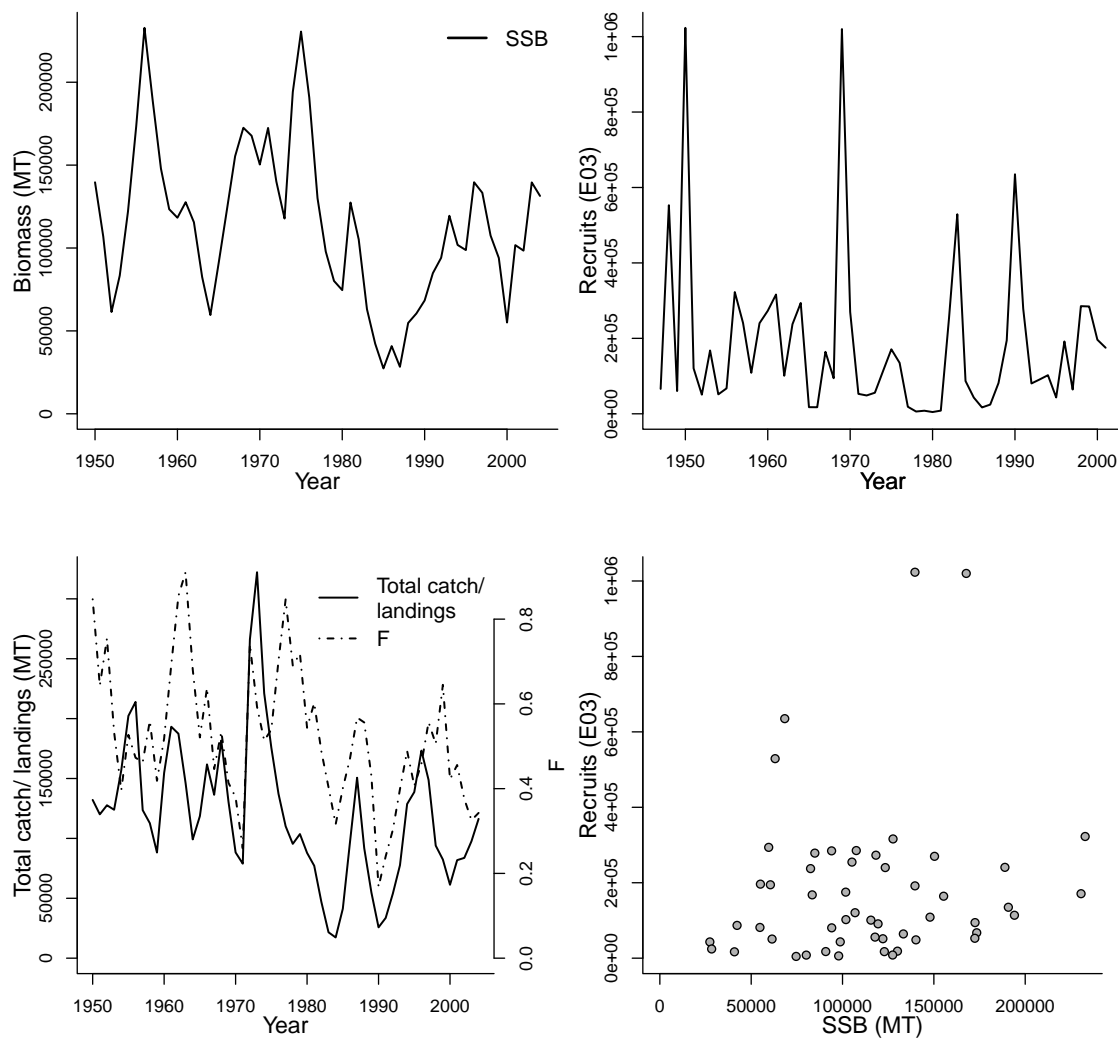 SSB
Biomass (MT)
0
50000
100000
150000
200000
1950
1960
1970
1980
1990
2000
Year
Recruits (E03)
0e+00
2e+05
4e+05
6e+05
8e+05
1e+06
1950
1960
1970
1980
1990
2000
Year
Total catch/
landings
F
Total catch/ landings (MT)
0
50000
150000
250000
0.0
0.2
0.4
0.6
0.8
F
1950
1960
1970
1980
1990
2000
Year
Recruits (E03)
0e+00
2e+05
4e+05
6e+05
8e+05
1e+06
0
50000
100000
150000
200000
SSB (MT)